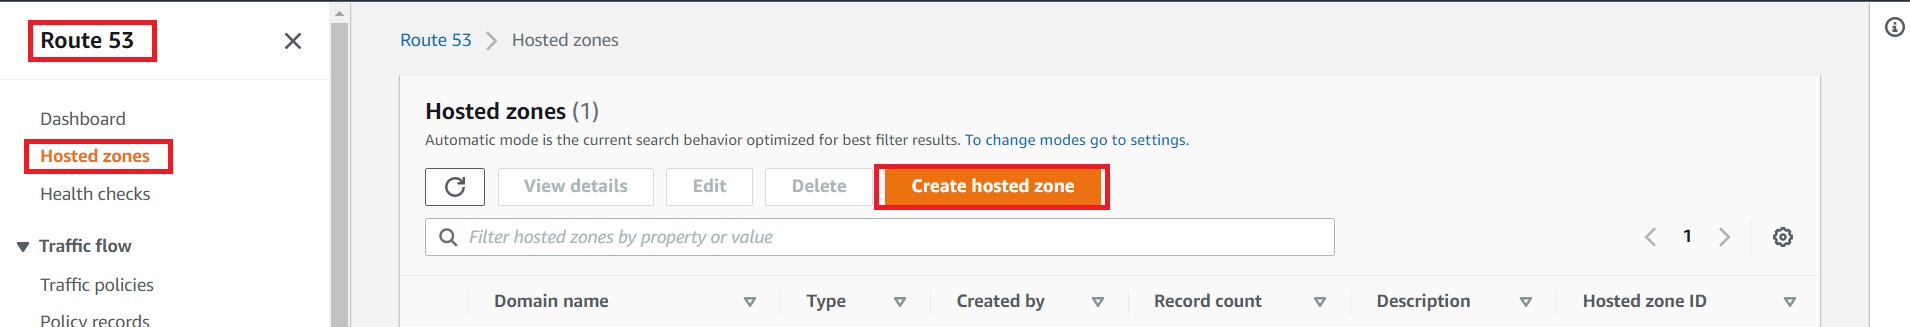 Route 53
Dashboard
Hosted zones
Health checks
Traffic flow
Traffic policies
Policy records
Route 53 Hosted zones
Hosted zones (1)
Automatic mode is the current search behavior optimized for best filter results. To change modes go to settings.
View details Edit Delete Create hosted zone
Filter hosted zones by property or value 1
Domain name Type Created by Record count Description Hosted zone ID